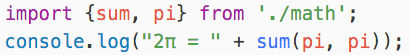 import {sum, pi} from './math';
console.log("2π = " + sum(pi, pi));